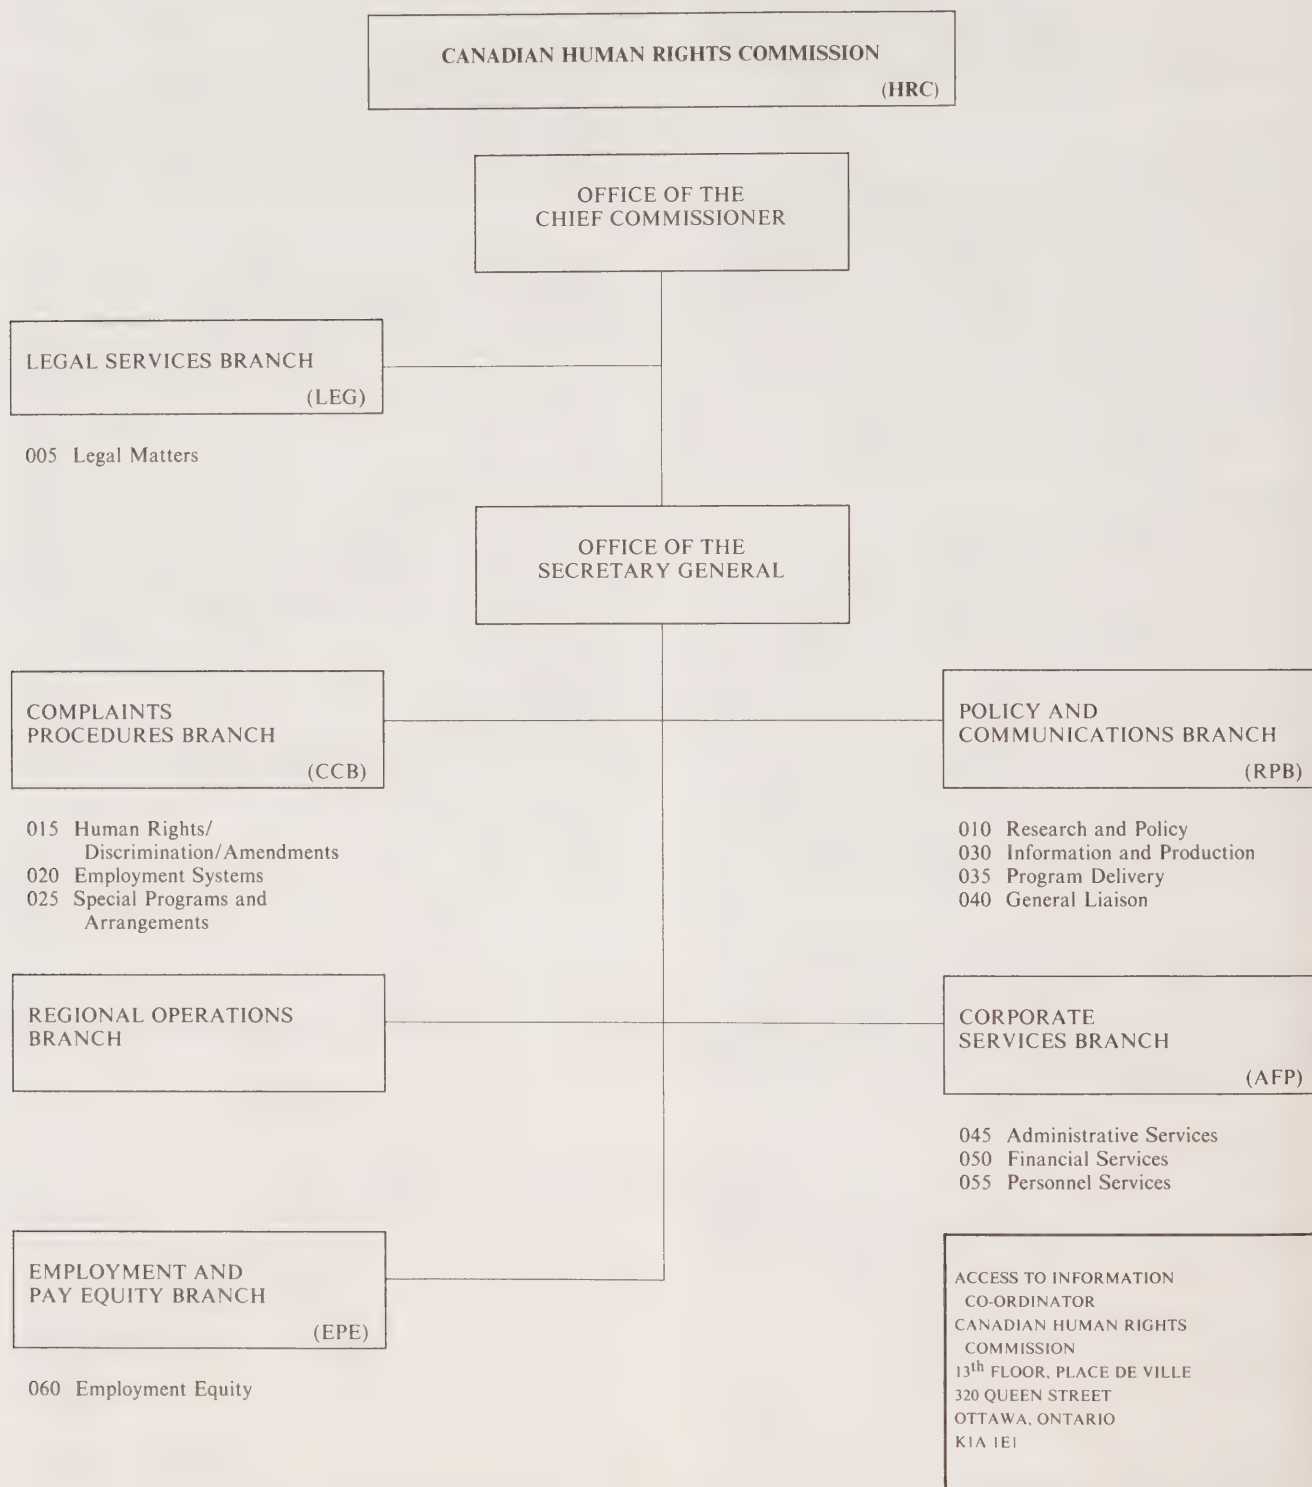 CANADIAN HUMAN RIGHTS COMMISSION
(HRC)
OFFICE OF THE
CHIEF COMMISSIONER
LEGAL SERVICES BRANCH
(LEG)
005 Legal Matters
OFFICE OF THE
SECRETARY GENERAL
COMPLAINTS
PROCEDURES BRANCH
(CCB)
015 Human Rights/
Discrimination/Amendments
020 Employment Systems
025 Special Programs and
Arrangements
POLICY AND
COMMUNICATIONS BRANCH
(RPB)
010 Research and Policy
030 Information and Production
035 Program Delivery
040 General Liaison
REGIONAL OPERATIONS
BRANCH
CORPORATE
SERVICES BRANCH
(AFP)
045 Administrative Services
050 Financial Services
055 Personnel Services
EMPLOYMENT AND
PAY EQUITY BRANCH
(EPE)
060 Employment Equity
ACCESS TO INFORMATION
CO-ORDINATOR
CANADIAN HUMAN RIGHTS
COMMISSION
13th FLOOR, PLACE DE VILLE
320 QUEEN STREET
OTTAWA, ONTARIO
K1A 1E1